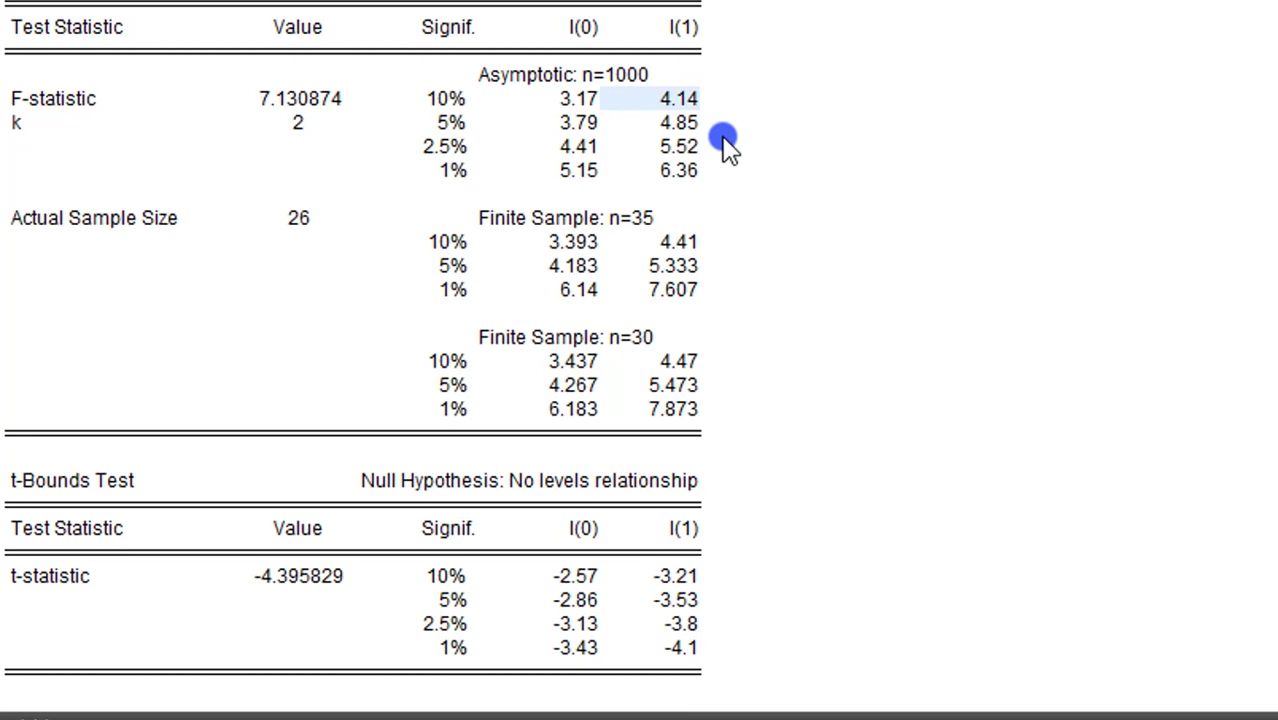 Test Statistic Value Signif. I(0) I(1)
Asymptotic: n=1000
F-statistic 7.130874 10% 3.17 4.14
k 2 5% 3.79 4.85
2.5% 4.41 5.52
1% 5.15 6.36
Actual Sample Size 26 Finite Sample: n=35
10% 3.393 4.41
5% 4.183 5.333
1% 6.14 7.607
Finite Sample: n=30
10% 3.437 4.47
5% 4.267 5.473
1% 6.183 7.873
t-Bounds Test Null Hypothesis: No levels relationship
Test Statistic Value Signif. I(0) I(1)
t-statistic -4.395829 10% -2.57 -3.21
5% -2.86 -3.53
2.5% -3.13 -3.8
1% -3.43 -4.1